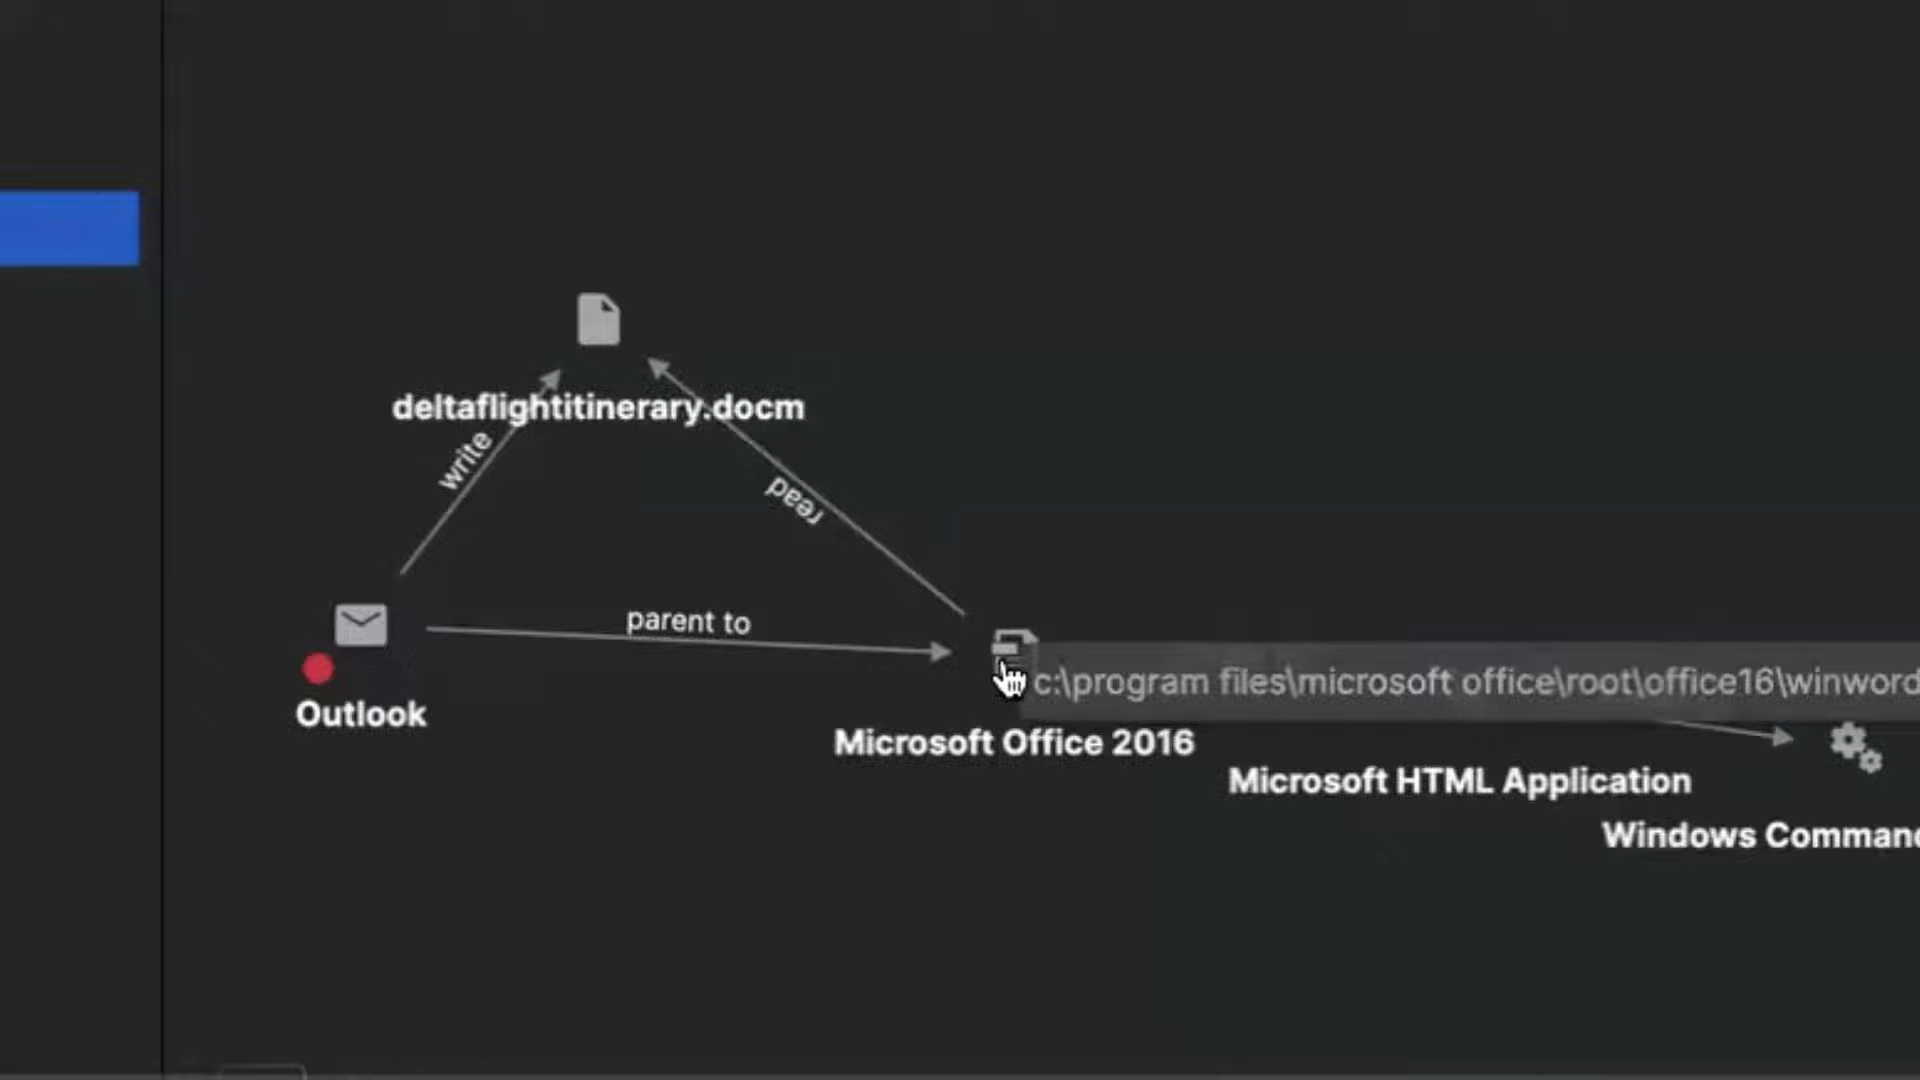 deltaflightitinerary.docm
write
read
parent to
c:\program files\microsoft office\root\office16\winword
Outlook
Microsoft Office 2016
Microsoft HTML Application
Windows Command